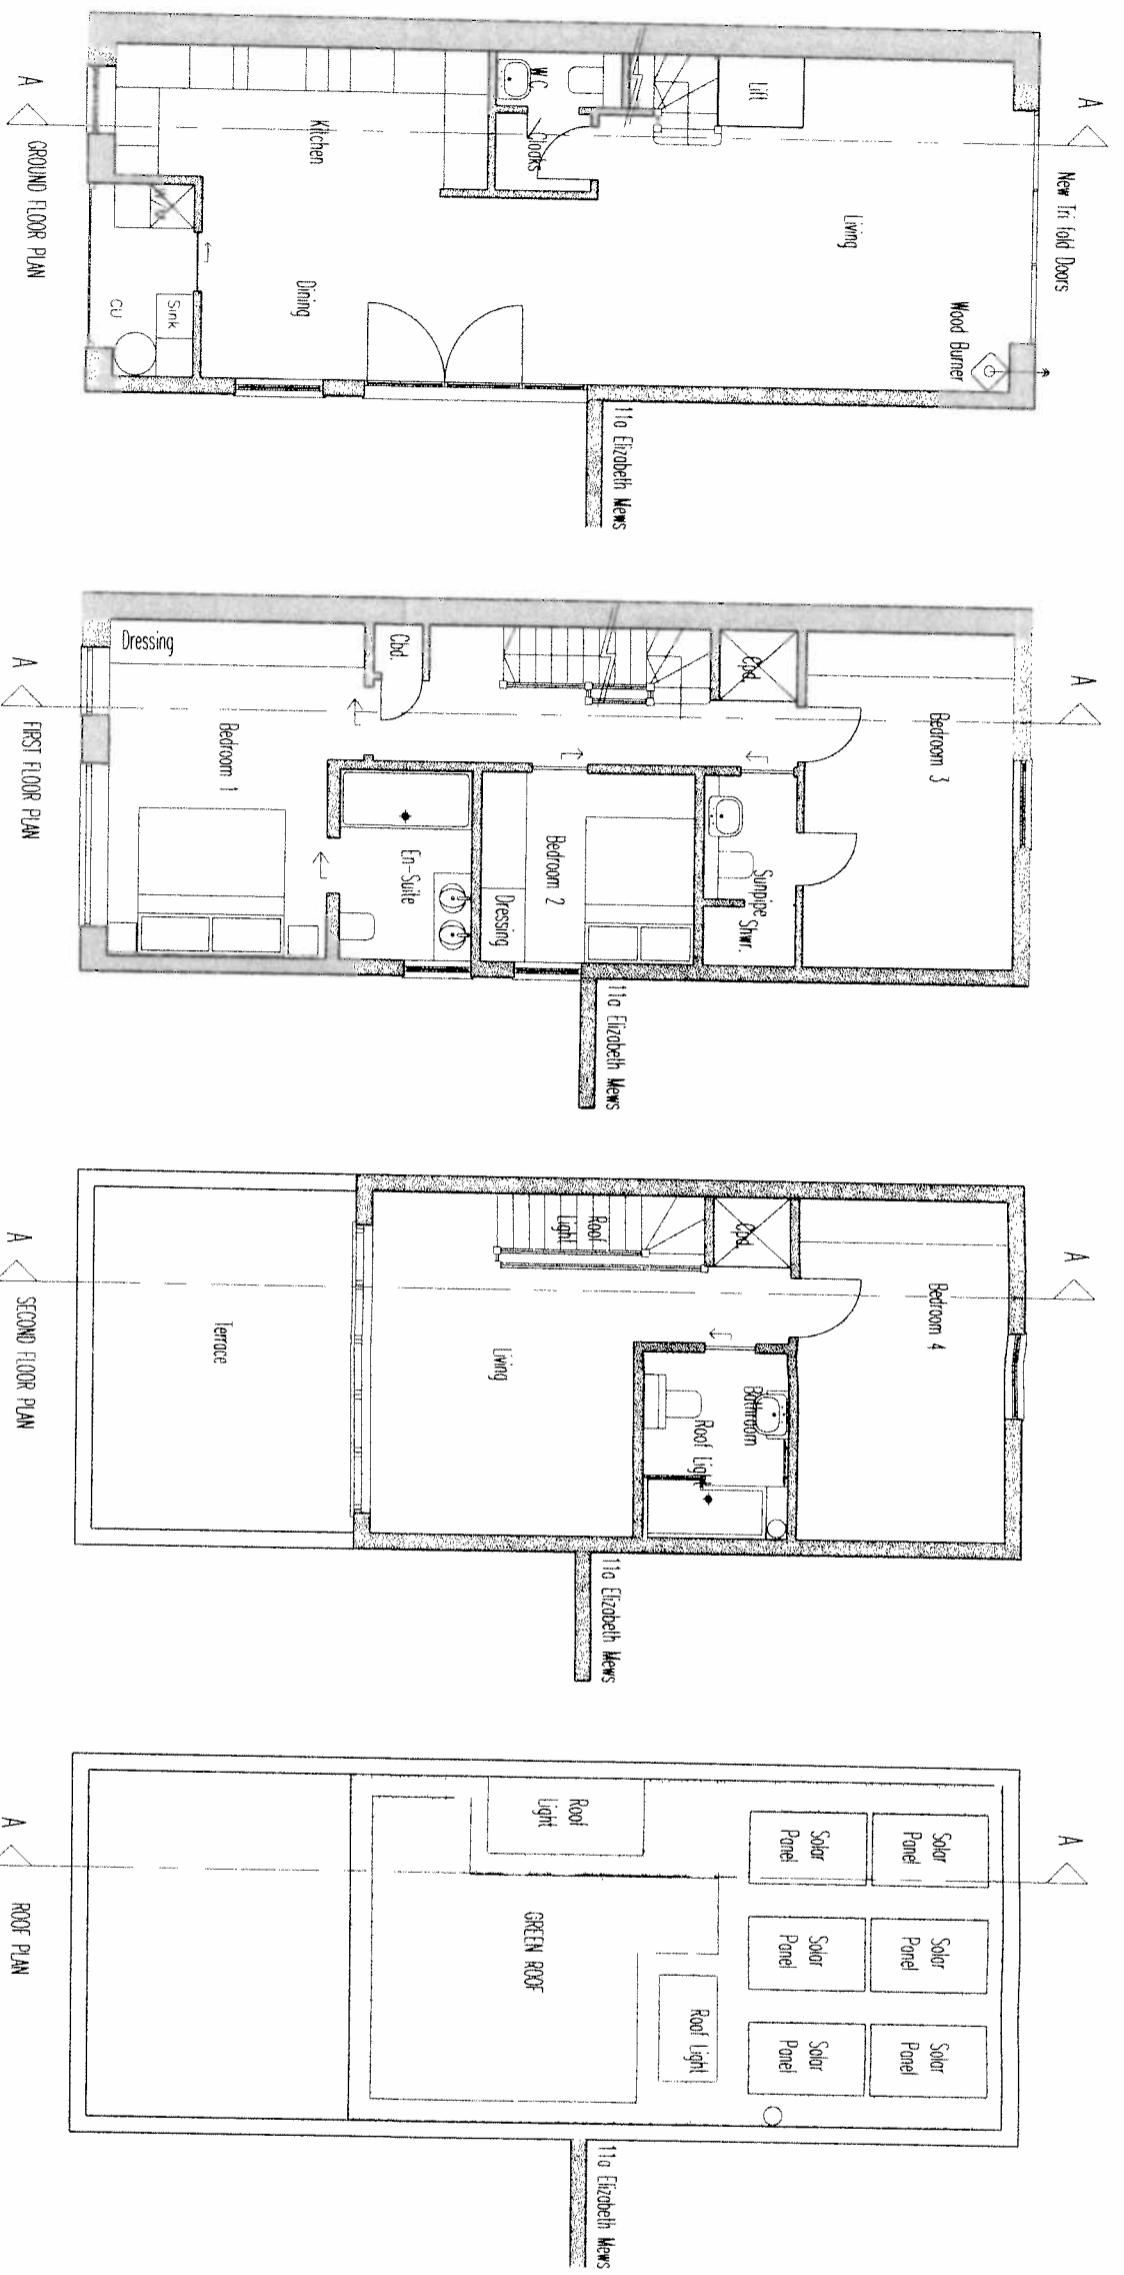 A
New Tri fold Doors
Lift
Living
Wood Burner
W.C.
Cloaks
Kitchen
Dining
Sink
CU
11a Elizabeth Mews
A
GROUND FLOOR PLAN
A
Cpd.
Bedroom 3
Sunpipe
Shwr.
Cbd.
Bedroom 2
Dressing
En-Suite
Dressing
Bedroom 1
11a Elizabeth Mews
A
FIRST FLOOR PLAN
A
Cpd.
Bedroom 4
Roof
Light
Bathroom
Roof Light
Living
Terrace
11a Elizabeth Mews
A
SECOND FLOOR PLAN
A
Solar
Panel
Solar
Panel
Solar
Panel
Solar
Panel
Solar
Panel
Solar
Panel
Roof
Light
Roof Light
GREEN ROOF
11a Elizabeth Mews
A
ROOF PLAN